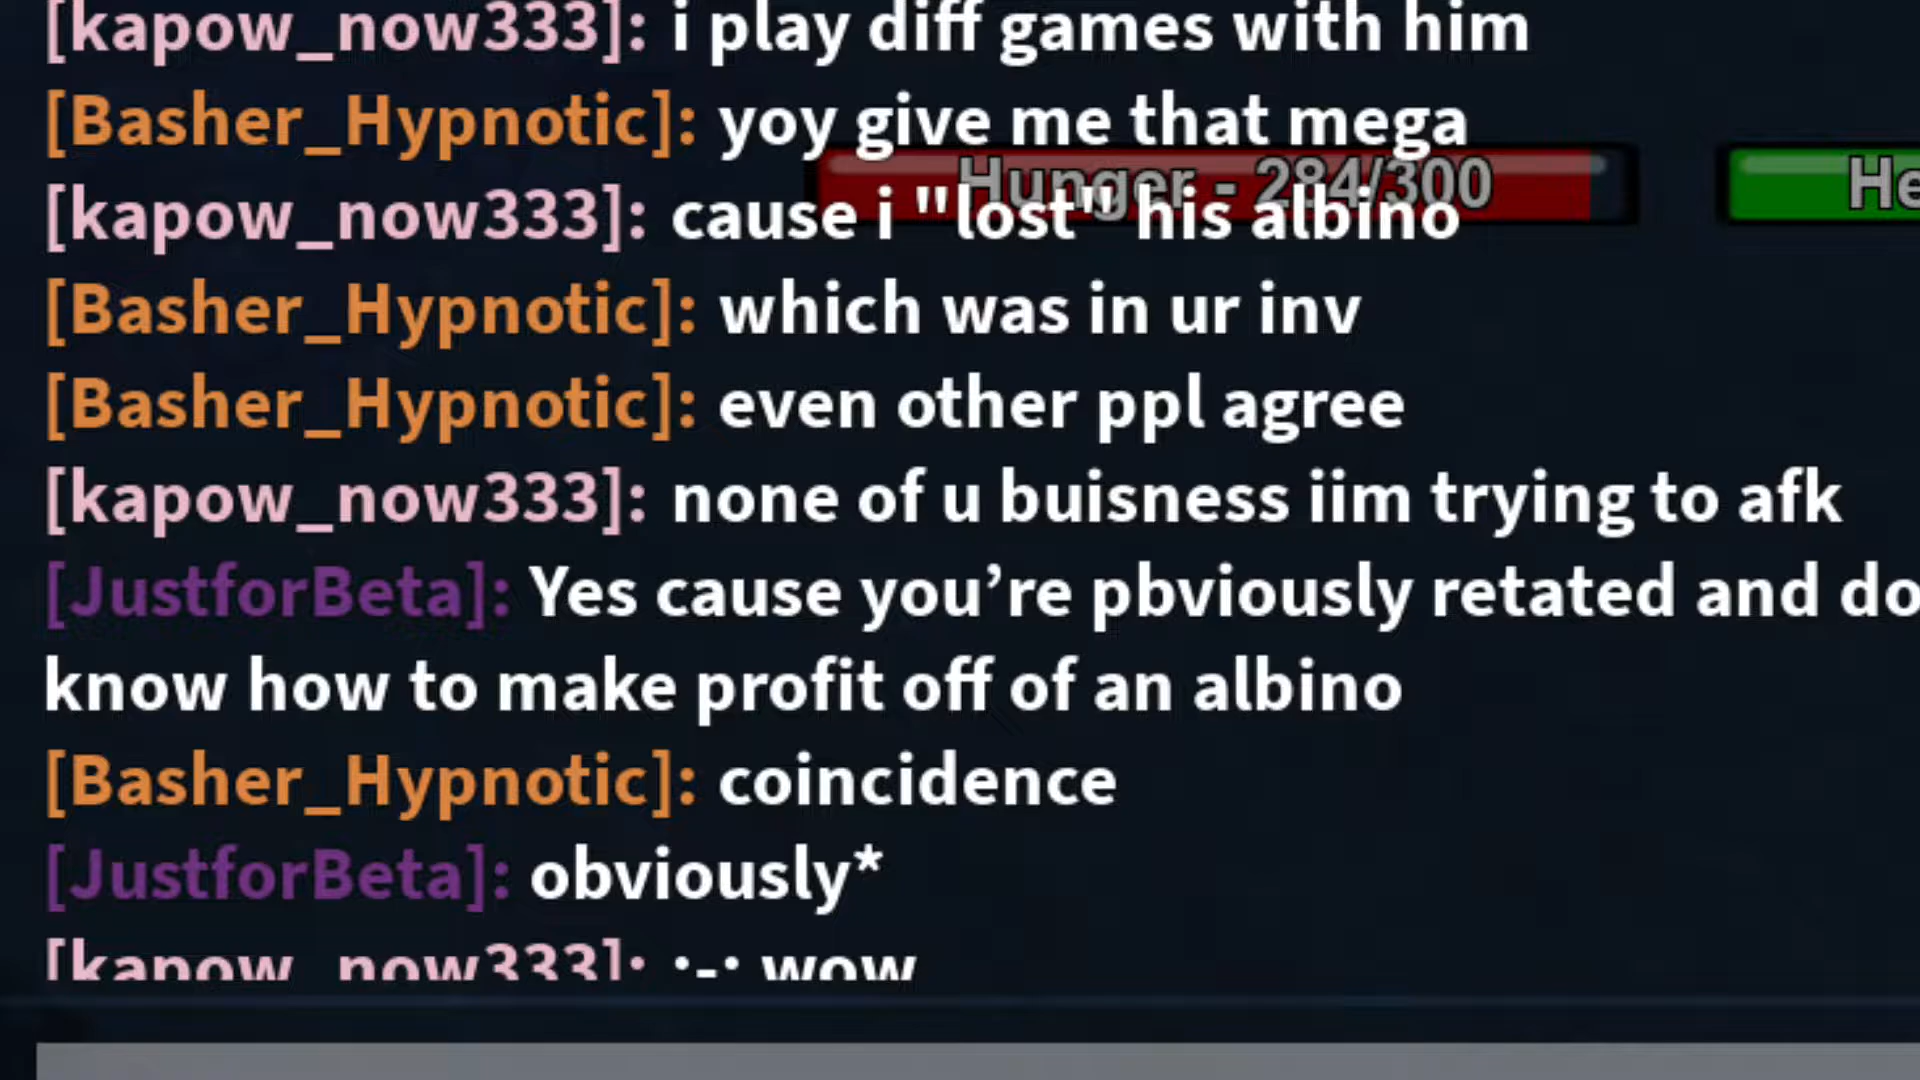 [kapow_now333]: i play diff games with him
[Basher_Hypnotic]: yoy give me that mega
Hunger - 284/300
He
[kapow_now333]: cause i "lost" his albino
[Basher_Hypnotic]: which was in ur inv
[Basher_Hypnotic]: even other ppl agree
[kapow_now333]: none of u buisness iim trying to afk
[JustforBeta]: Yes cause you’re pbviously retated and do
know how to make profit off of an albino
[Basher_Hypnotic]: coincidence
[JustforBeta]: obviously*
[kapow_now333]: :-: wow